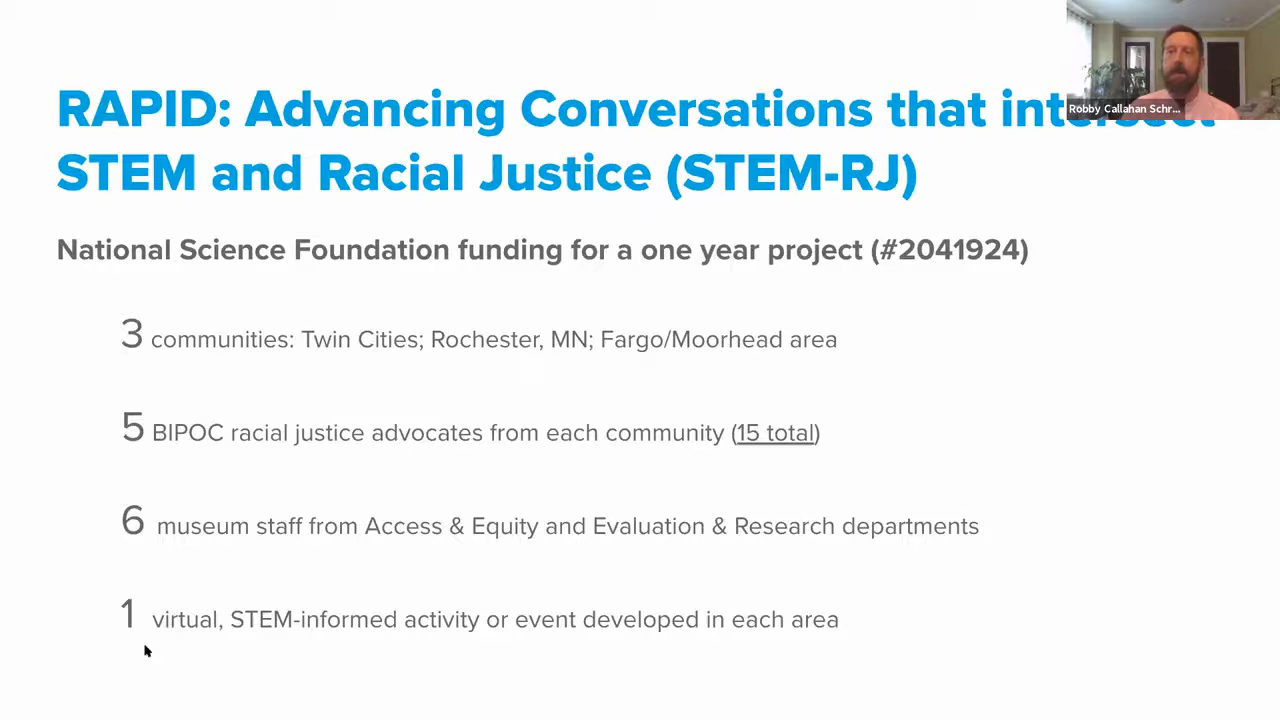 RAPID: Advancing Conversations that intersect
STEM and Racial Justice (STEM-RJ)
National Science Foundation funding for a one year project (#2041924)
3 communities: Twin Cities; Rochester, MN; Fargo/Moorhead area
5 BIPOC racial justice advocates from each community (15 total)
6 museum staff from Access & Equity and Evaluation & Research departments
1 virtual, STEM-informed activity or event developed in each area
Robby Callahan Schr...